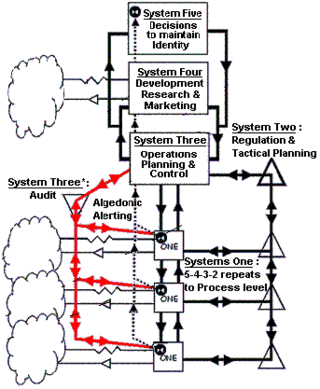 System Five
Decisions
to maintain
Identity
System Four
Development
Research &
Marketing
System Three
Operations
Planning &
Control
System Two :
Regulation &
Tactical Planning
System Three*:
Audit
Algedonic
Alerting
ONE
Systems One :
5-4-3-2 repeats
to Process level
ONE
ONE